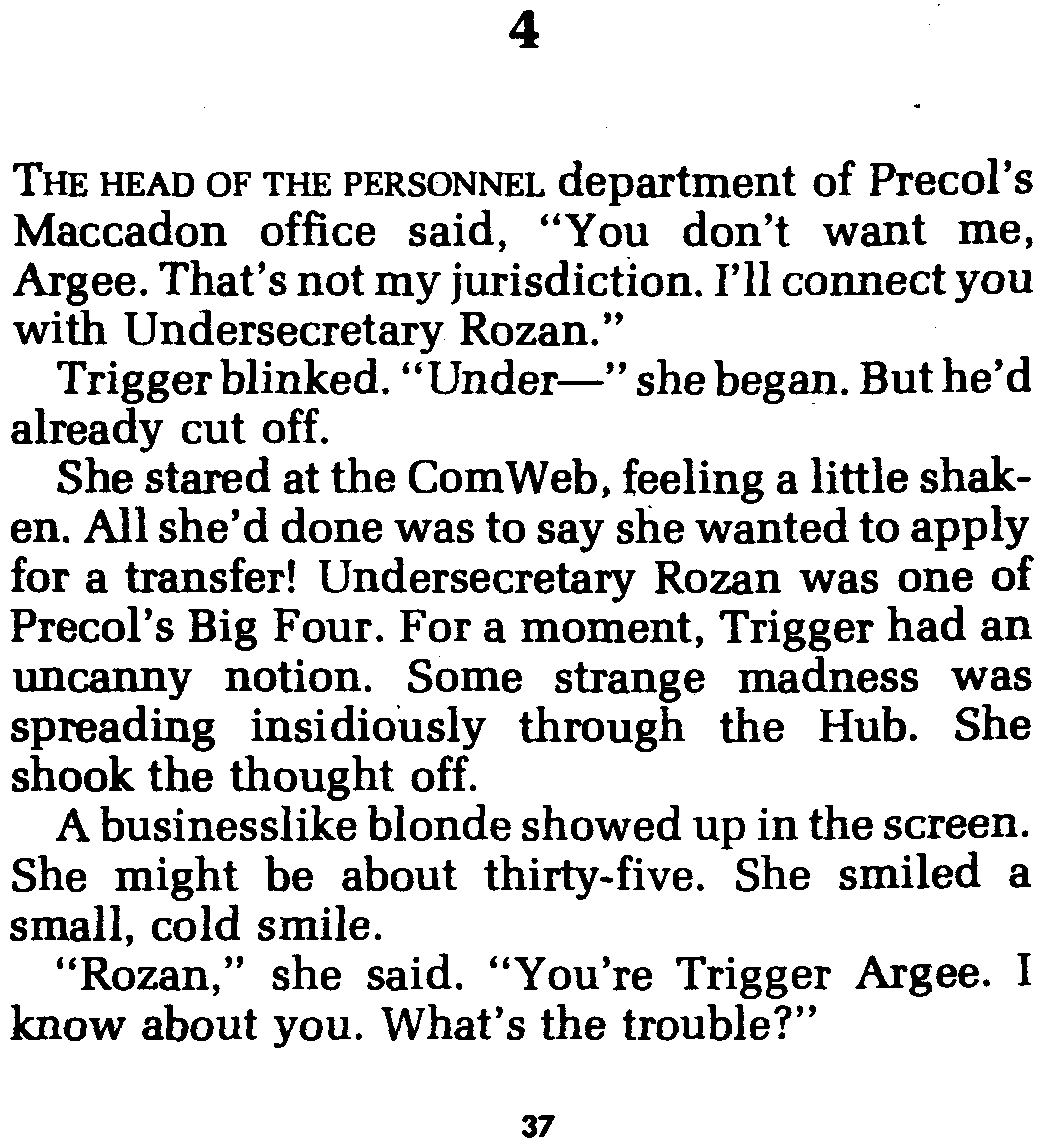 4
THE HEAD OF THE PERSONNEL department of Precol's
Maccadon office said, “You don't want me,
Argee. That's not my jurisdiction. I'll connect you
with Undersecretary Rozan.”
Trigger blinked. “Under—” she began. But he'd
already cut off.
She stared at the ComWeb, feeling a little shak-
en. All she'd done was to say she wanted to apply
for a transfer! Undersecretary Rozan was one of
Precol's Big Four. For a moment, Trigger had an
uncanny notion. Some strange madness was
spreading insidiously through the Hub. She
shook the thought off.
A businesslike blonde showed up in the screen.
She might be about thirty-five. She smiled a
small, cold smile.
“Rozan,” she said. “You're Trigger Argee. I
know about you. What's the trouble?”
37